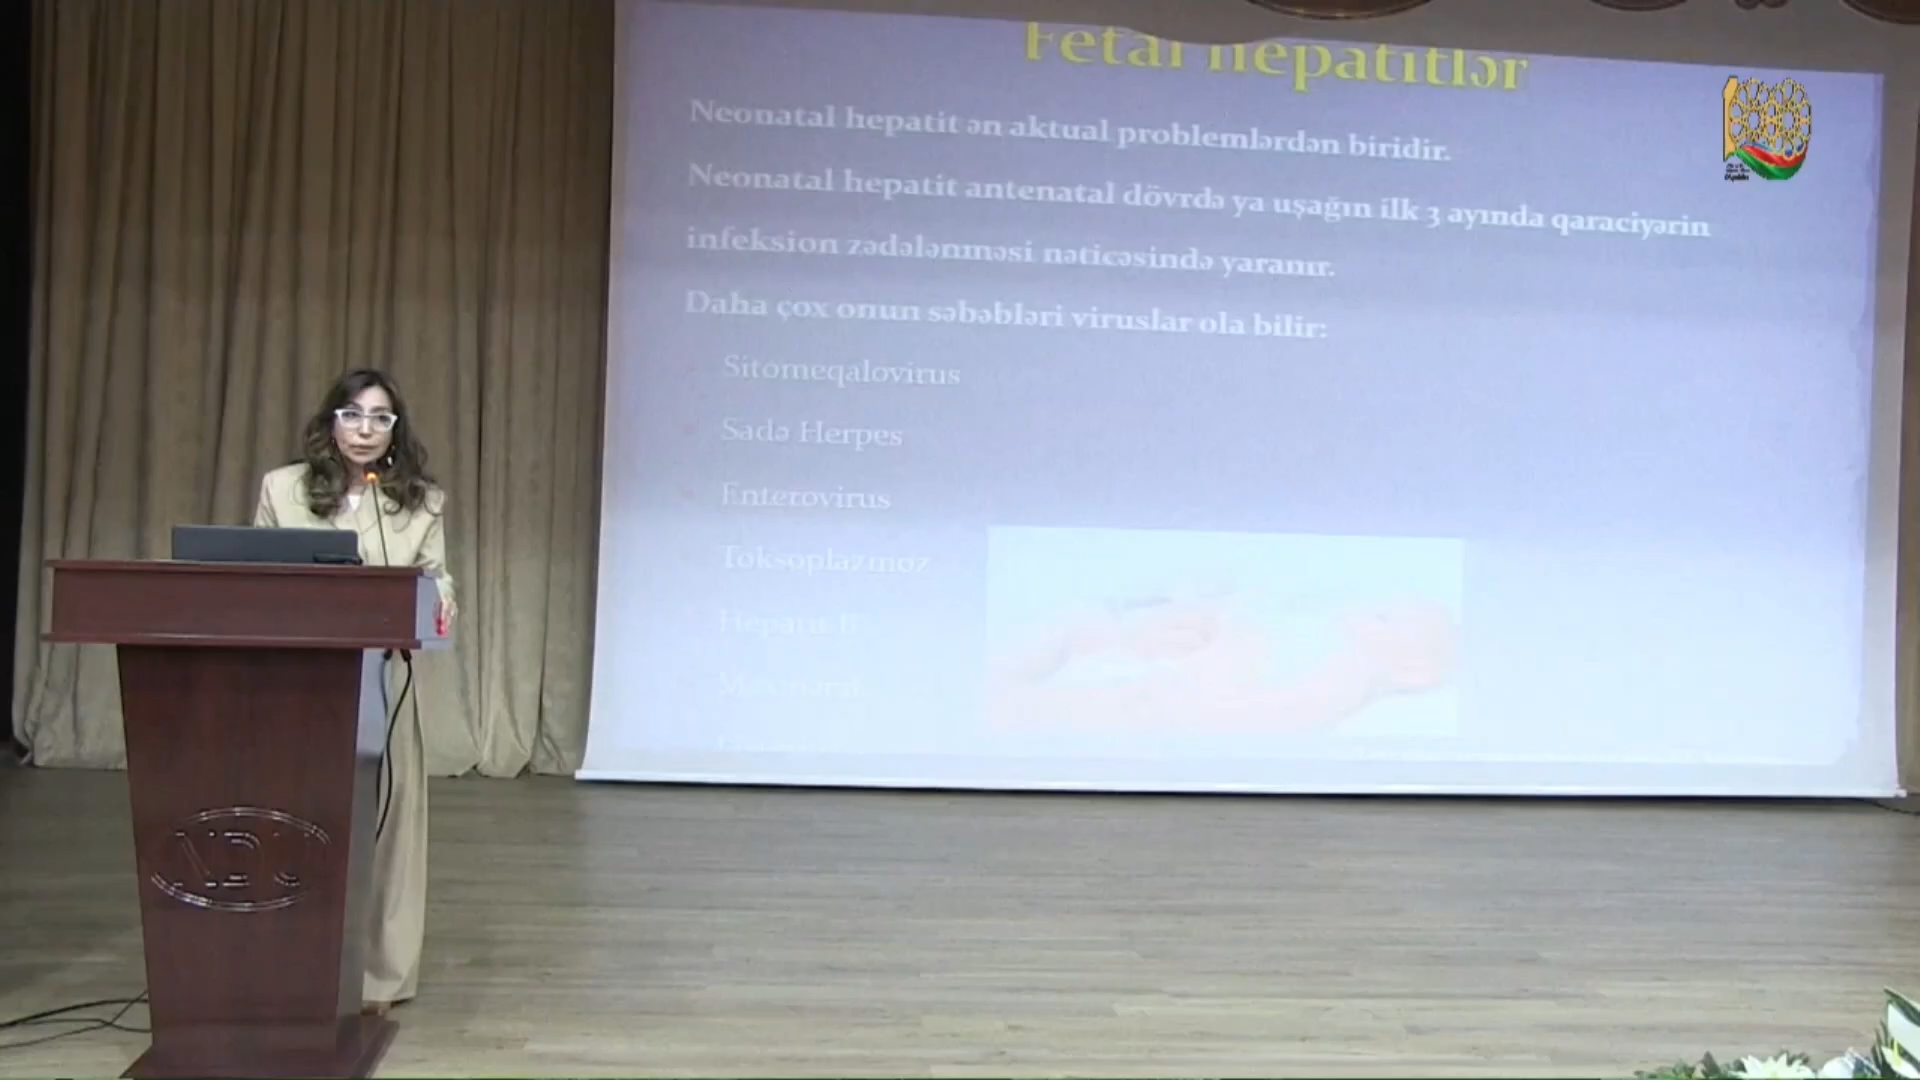 Fetal hepatitlər
Neonatal hepatit ən aktual problemlərdən biridir.
Neonatal hepatit antenatal dövrdə ya uşağın ilk 3 ayında qaraciyərin
infeksion zədələnməsi nəticəsində yaranır.
Daha çox onun səbəbləri viruslar ola bilir:
Sitomeqalovirus
Sadə Herpes
Enterovirus
Toksoplazmoz
Hepatit B